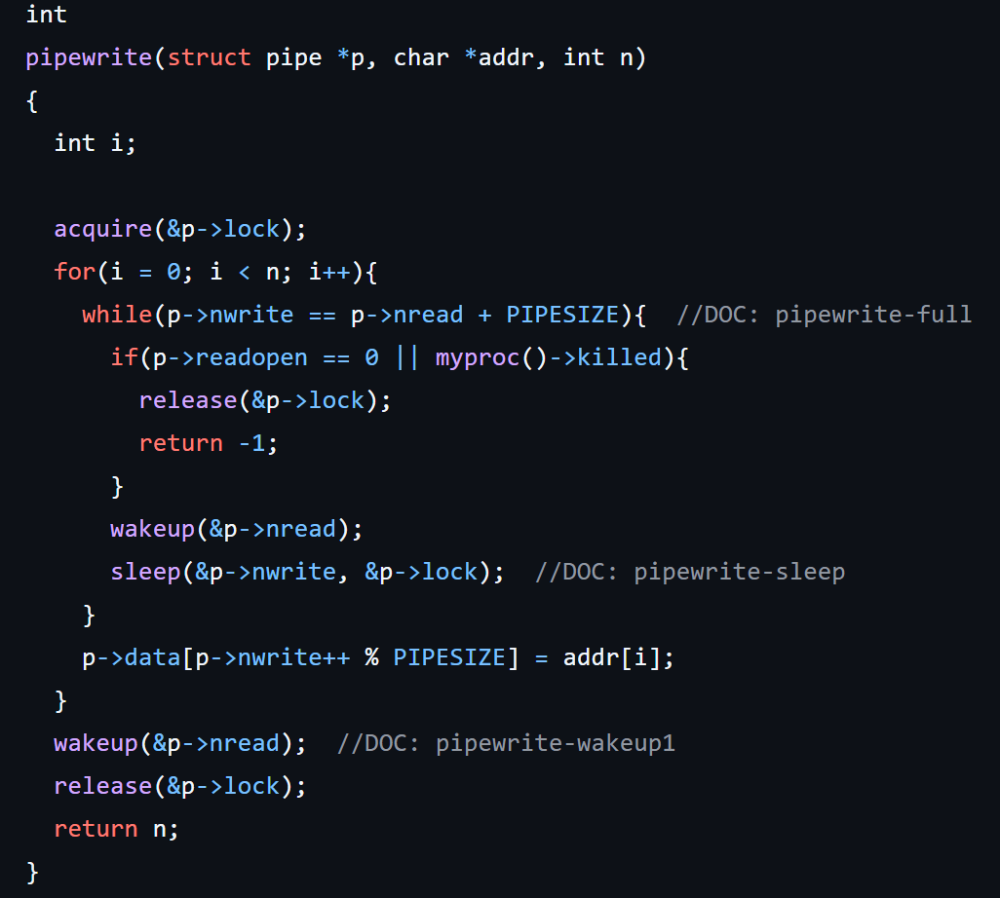 int
pipewrite(struct pipe *p, char *addr, int n)
{
  int i;

  acquire(&p->lock);
  for(i = 0; i < n; i++){
    while(p->nwrite == p->nread + PIPESIZE){  //DOC: pipewrite-full
      if(p->readopen == 0 || myproc()->killed){
        release(&p->lock);
        return -1;
      }
      wakeup(&p->nread);
      sleep(&p->nwrite, &p->lock);  //DOC: pipewrite-sleep
    }
    p->data[p->nwrite++ % PIPESIZE] = addr[i];
  }
  wakeup(&p->nread);  //DOC: pipewrite-wakeup1
  release(&p->lock);
  return n;
}